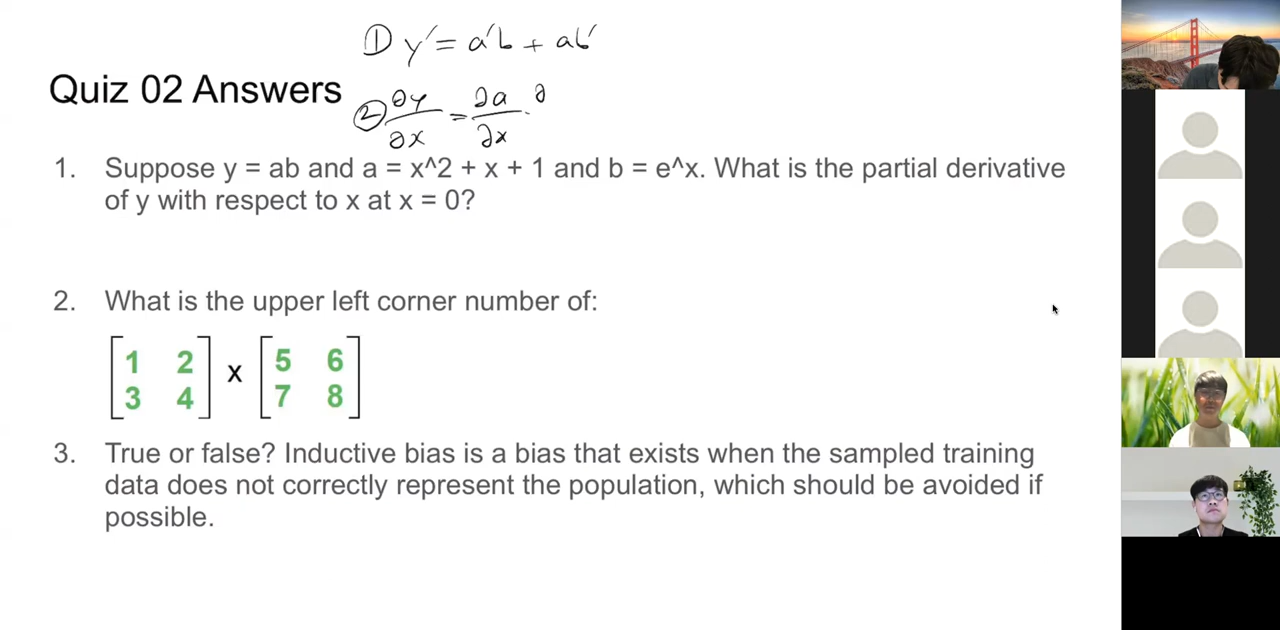 ① y' = a'b + ab'
Quiz 02 Answers
② ∂y/∂x = ∂a/∂x · ∂
1. Suppose y = ab and a = x^2 + x + 1 and b = e^x. What is the partial derivative
of y with respect to x at x = 0?
2. What is the upper left corner number of:
[1 2] x [5 6]
[3 4] [7 8]
3. True or false? Inductive bias is a bias that exists when the sampled training
data does not correctly represent the population, which should be avoided if
possible.